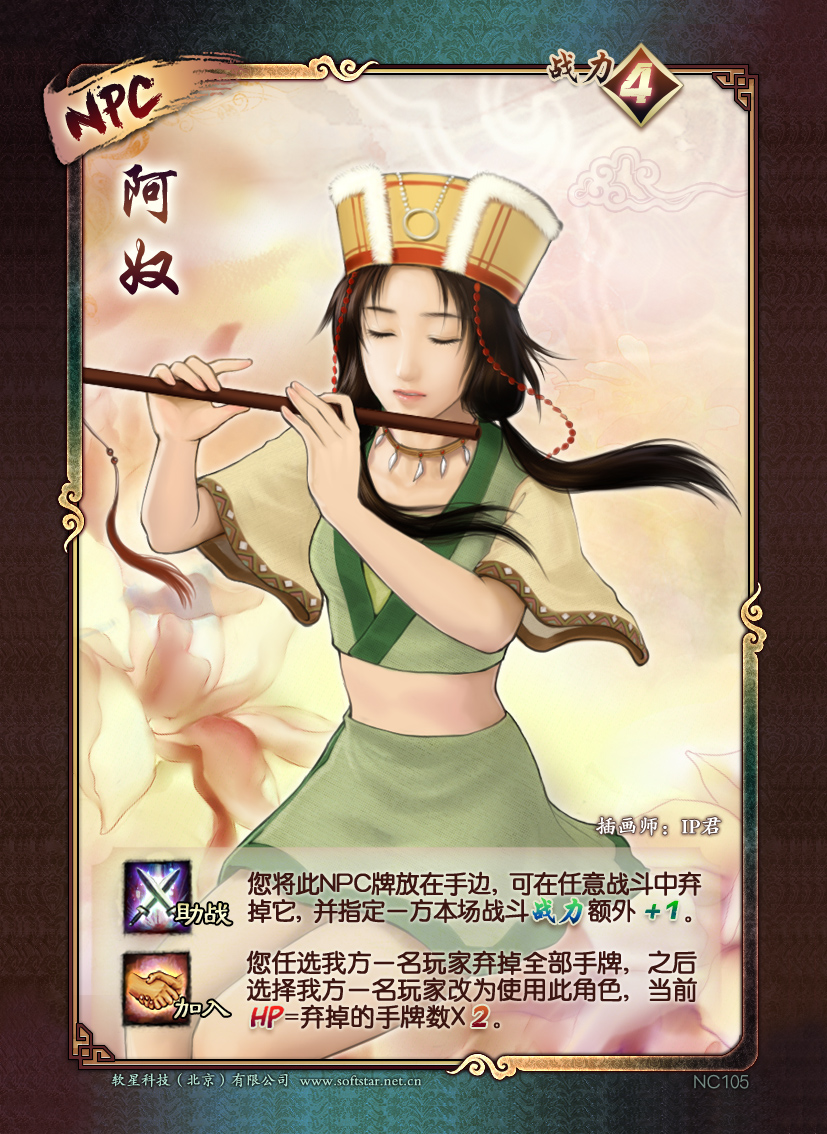 NPC
战力 4
阿奴
插画师：IP君
助战
您将此NPC牌放在手边，可在任意战斗中弃
掉它，并指定一方本场战斗战力额外+1。
加入
您任选我方一名玩家弃掉全部手牌，之后
选择我方一名玩家改为使用此角色，当前
HP=弃掉的手牌数X2。
软星科技（北京）有限公司 www.softstar.net.cn
NC105